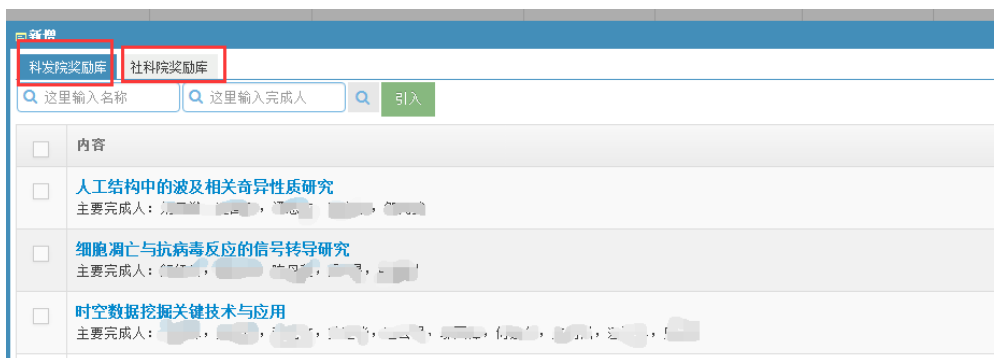 新增
科发院奖励库 社科院奖励库
这里输入名称 这里输入完成人 引入
内容
人工结构中的波及相关奇异性质研究
主要完成人：
细胞凋亡与抗病毒反应的信号转导研究
主要完成人：
时空数据挖掘关键技术与应用
主要完成人：